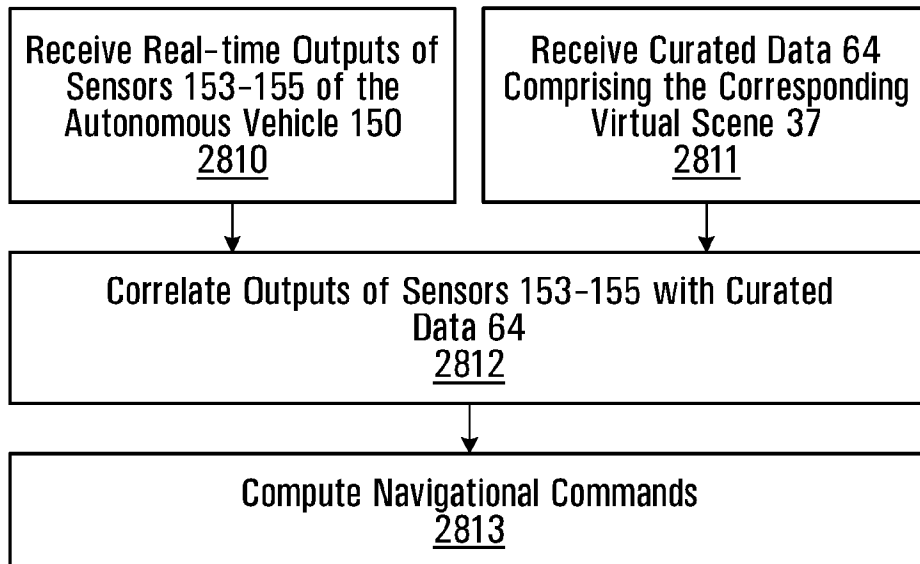 Receive Real-time Outputs of
Sensors 153-155 of the
Autonomous Vehicle 150
2810
Receive Curated Data 64
Comprising the Corresponding
Virtual Scene 37
2811
Correlate Outputs of Sensors 153-155 with Curated
Data 64
2812
Compute Navigational Commands
2813